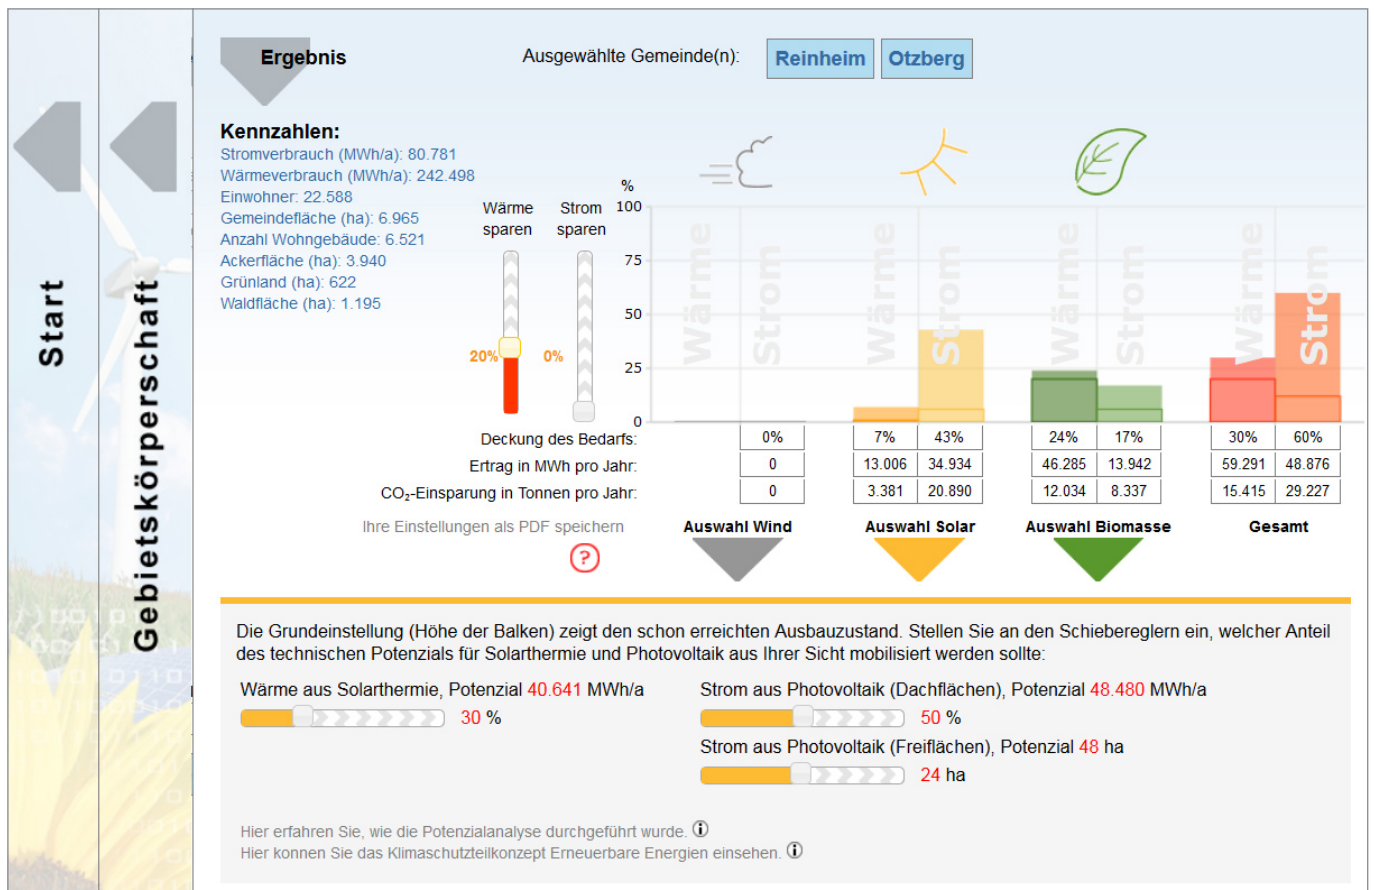 Start
Gebietskörperschaft
Ergebnis
Ausgewählte Gemeinde(n):
Reinheim
Otzberg
Kennzahlen:
Stromverbrauch (MWh/a): 80.781
Wärmeverbrauch (MWh/a): 242.498
Einwohner: 22.588
Gemeindefläche (ha): 6.965
Anzahl Wohngebäude: 6.521
Ackerfläche (ha): 3.940
Grünland (ha): 622
Waldfläche (ha): 1.195
Wärme sparen
Strom sparen
20%
0%
%
100
75
50
25
0
Wärme
Strom
Wärme
Strom
Wärme
Strom
Wärme
Strom
Deckung des Bedarfs: 0% 7% 43% 24% 17% 30% 60%
Ertrag in MWh pro Jahr: 0 13.006 34.934 46.285 13.942 59.291 48.876
CO₂-Einsparung in Tonnen pro Jahr: 0 3.381 20.890 12.034 8.337 15.415 29.227
Ihre Einstellungen als PDF speichern
?
Auswahl Wind
Auswahl Solar
Auswahl Biomasse
Gesamt
Die Grundeinstellung (Höhe der Balken) zeigt den schon erreichten Ausbauzustand. Stellen Sie an den Schiebereglern ein, welcher Anteil
des technischen Potenzials für Solarthermie und Photovoltaik aus Ihrer Sicht mobilisiert werden sollte:
Wärme aus Solarthermie, Potenzial 40.641 MWh/a
30 %
Strom aus Photovoltaik (Dachflächen), Potenzial 48.480 MWh/a
50 %
Strom aus Photovoltaik (Freiflächen), Potenzial 48 ha
24 ha
Hier erfahren Sie, wie die Potenzialanalyse durchgeführt wurde. i
Hier konnen Sie das Klimaschutzteilkonzept Erneuerbare Energien einsehen. i